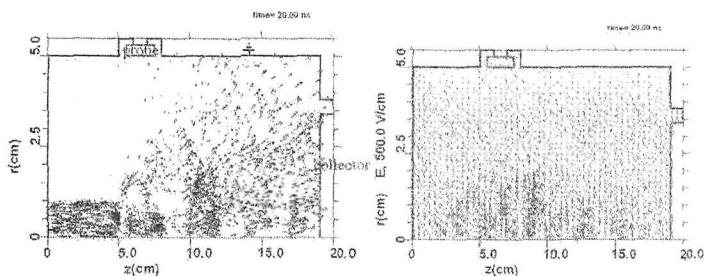 time= 20.00 ns
5.0
probe
2.5
r(cm)
collector
0
0
5.0
10.0
15.0
20.0
z(cm)
time= 20.00 ns
5.0
2.5
r(cm) E, 500.0 V/cm
0
0
5.0
10.0
15.0
20.0
z(cm)